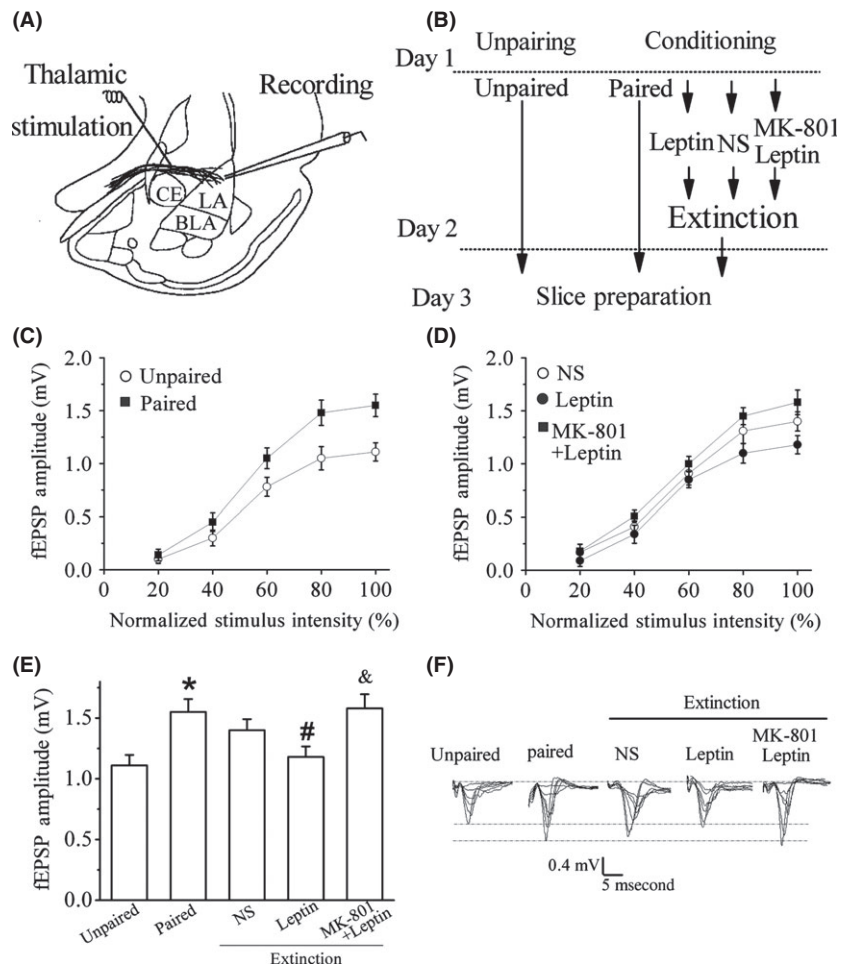 (A)
Thalamic
stimulation
Recording
CE
LA
BLA
(B)
Day 1
Unpairing
Conditioning
Unpaired
Paired
Leptin
NS
MK-801
Leptin
Extinction
Day 2
Day 3
Slice preparation
(C)
fEPSP amplitude (mV)
2.0
1.5
1.0
0.5
0.0
Unpaired
Paired
0
20
40
60
80
100
Normalized stimulus intensity (%)
(D)
fEPSP amplitude (mV)
2.0
1.5
1.0
0.5
0.0
NS
Leptin
MK-801
+Leptin
0
20
40
60
80
100
Normalized stimulus intensity (%)
(E)
fEPSP amplitude (mV)
1.5
1.0
0.5
0.0
*
#
&
Unpaired
Paired
NS
Leptin
MK-801
+Leptin
Extinction
(F)
Extinction
Unpaired
paired
NS
Leptin
MK-801
Leptin
0.4 mV
5 msecond